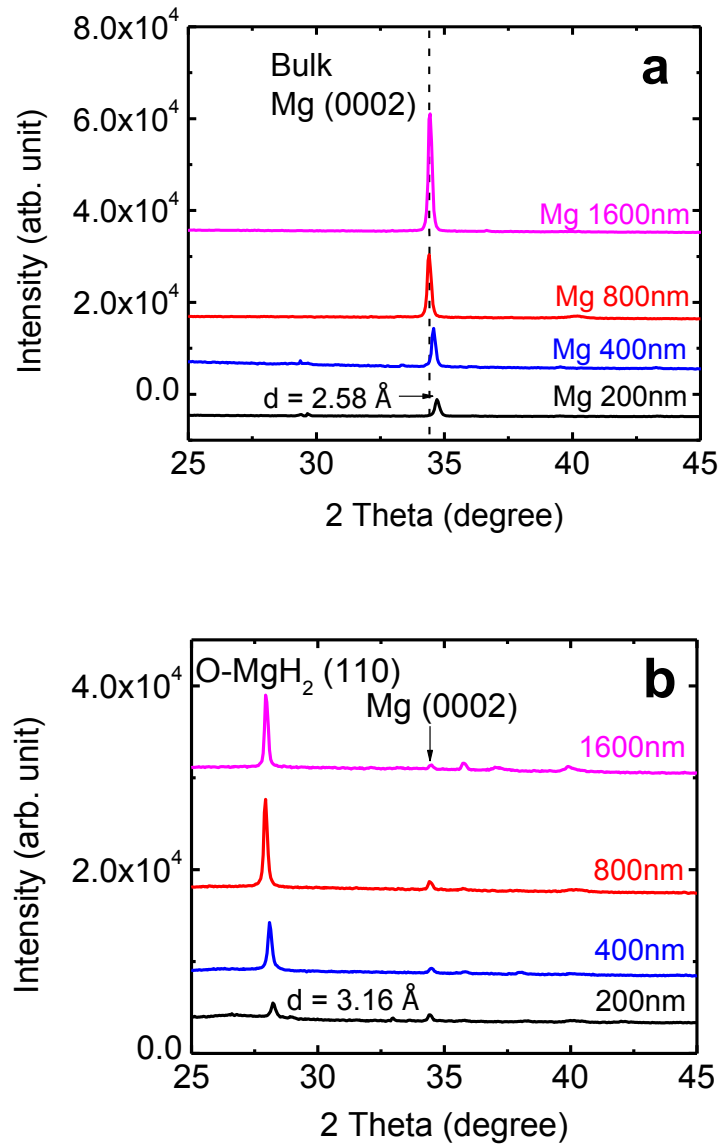 a
8.0x10⁴
6.0x10⁴
4.0x10⁴
2.0x10⁴
0.0
Intensity (atb. unit)
Bulk
Mg (0002)
Mg 1600nm
Mg 800nm
Mg 400nm
d = 2.58 Å
Mg 200nm
25 30 35 40 45
2 Theta (degree)
b
O-MgH₂ (110)
Mg (0002)
4.0x10⁴
2.0x10⁴
0.0
Intensity (arb. unit)
1600nm
800nm
400nm
d = 3.16 Å
200nm
25 30 35 40 45
2 Theta (degree)